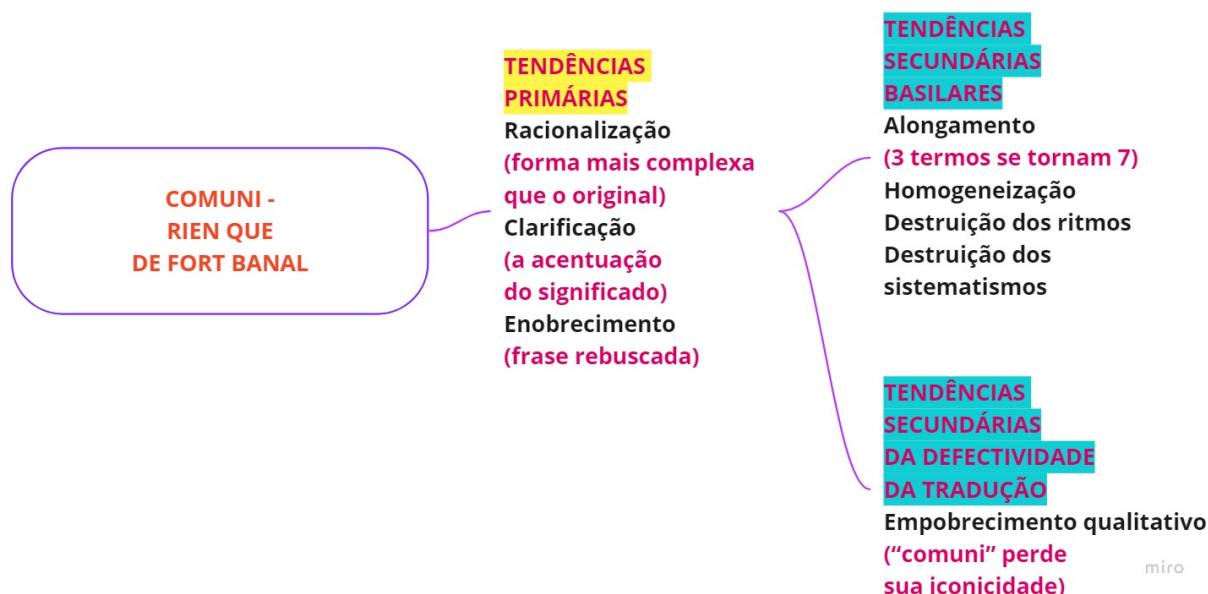 COMUNI -
RIEN QUE
DE FORT BANAL
TENDÊNCIAS
PRIMÁRIAS
Racionalização
(forma mais complexa
que o original)
Clarificação
(a acentuação
do significado)
Enobrecimento
(frase rebuscada)
TENDÊNCIAS
SECUNDÁRIAS
BASILARES
Alongamento
(3 termos se tornam 7)
Homogeneização
Destruição dos ritmos
Destruição dos
sistematismos
TENDÊNCIAS
SECUNDÁRIAS
DA DEFECTIVIDADE
DA TRADUÇÃO
Empobrecimento qualitativo
(“comuni” perde
sua iconicidade)
miro